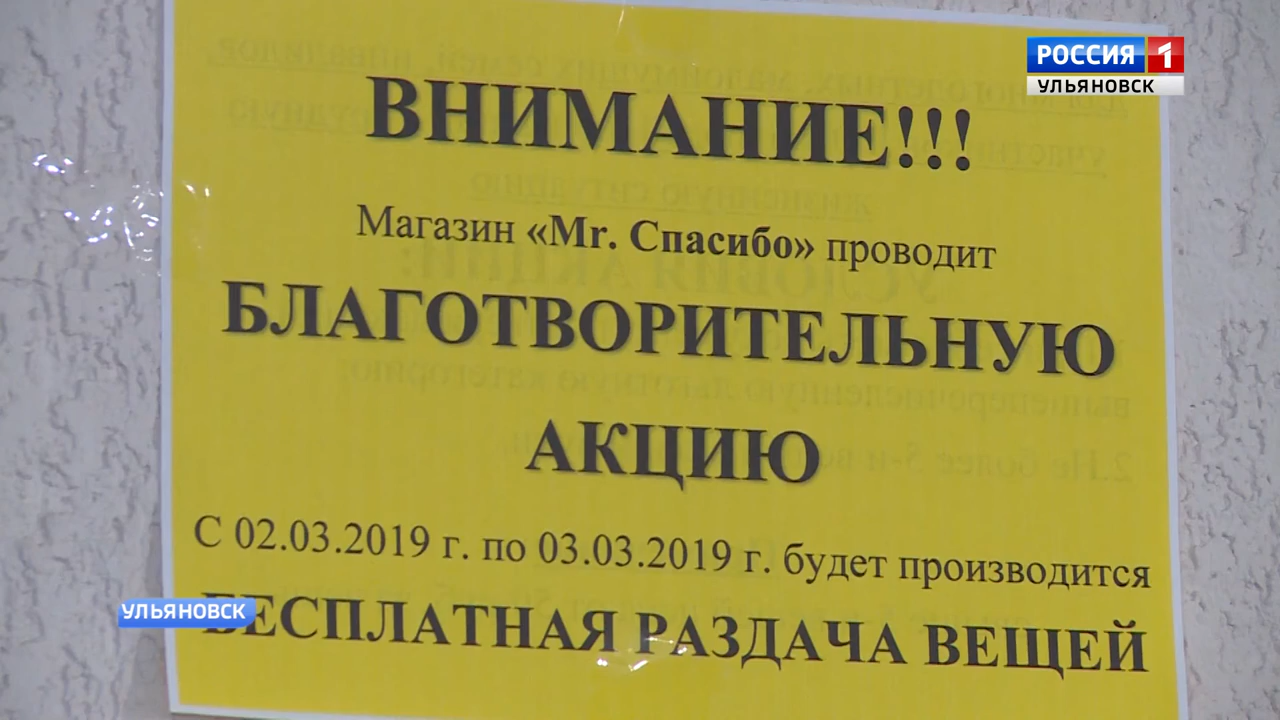 РОССИЯ 1
УЛЬЯНОВСК
ВНИМАНИЕ!!!
Магазин «Mr. Спасибо» проводит
БЛАГОТВОРИТЕЛЬНУЮ
АКЦИЮ
С 02.03.2019 г. по 03.03.2019 г. будет производится
УЛЬЯНОВСК
БЕСПЛАТНАЯ РАЗДАЧА ВЕЩЕЙ